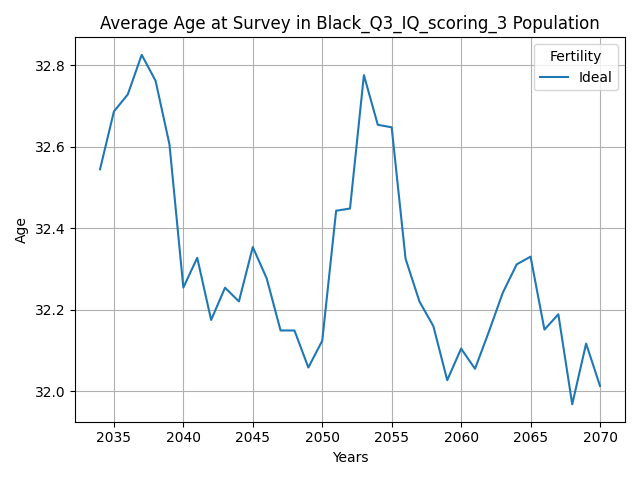 Average Age at Survey in Black_Q3_IQ_scoring_3 Population
Fertility
Ideal
32.8
32.6
32.4
32.2
32.0
Age
2035 2040 2045 2050 2055 2060 2065 2070
Years